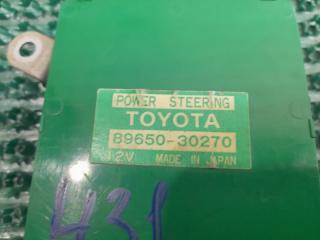 POWER STEERING
TOYOTA
89650-30270
12V MADE IN JAPAN
431